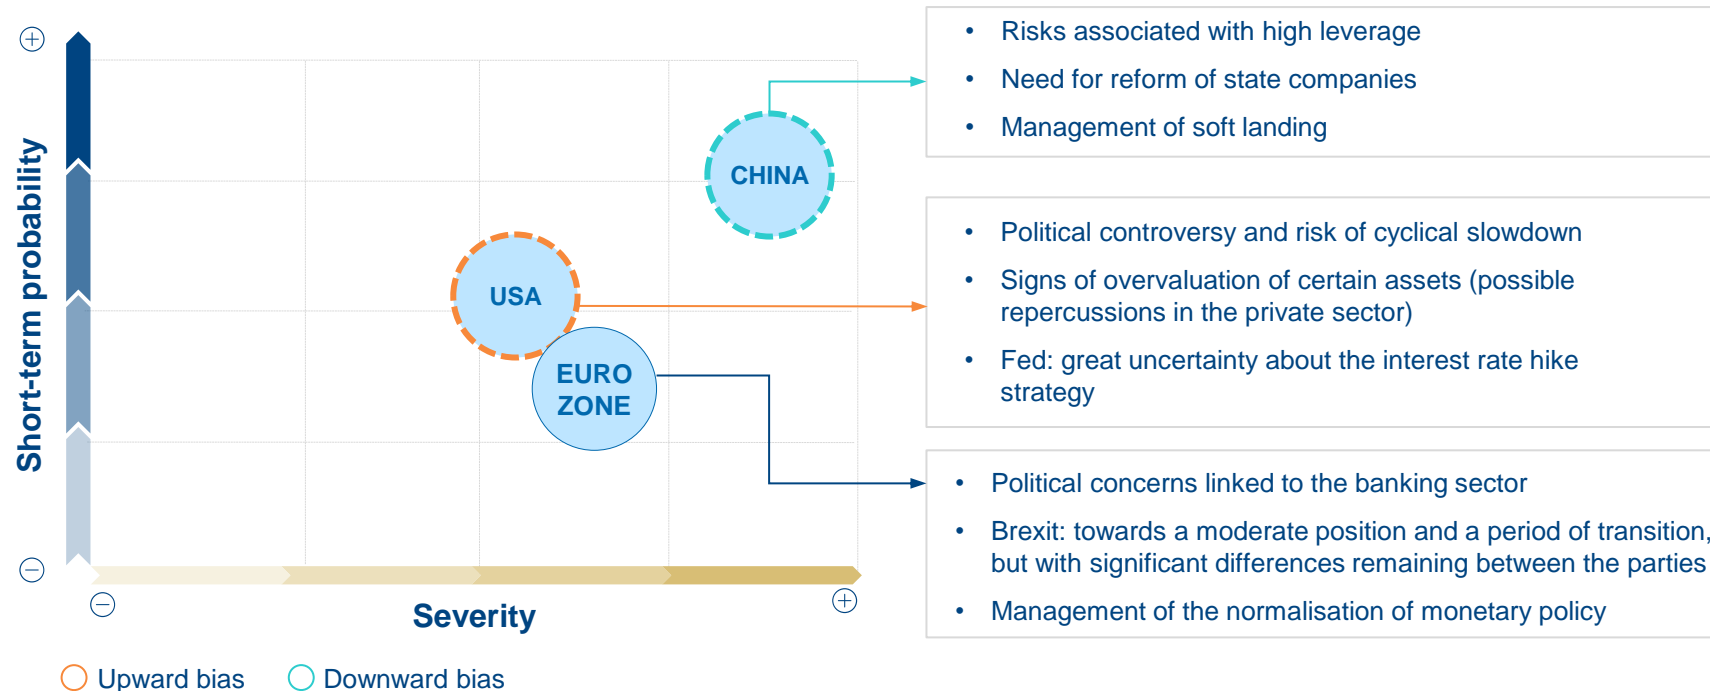 Short-term probability
CHINA
USA
EURO
ZONE
Severity
Upward bias
Downward bias
• Risks associated with high leverage
• Need for reform of state companies
• Management of soft landing
• Political controversy and risk of cyclical slowdown
• Signs of overvaluation of certain assets (possible
repercussions in the private sector)
• Fed: great uncertainty about the interest rate hike
strategy
• Political concerns linked to the banking sector
• Brexit: towards a moderate position and a period of transition,
but with significant differences remaining between the parties
• Management of the normalisation of monetary policy